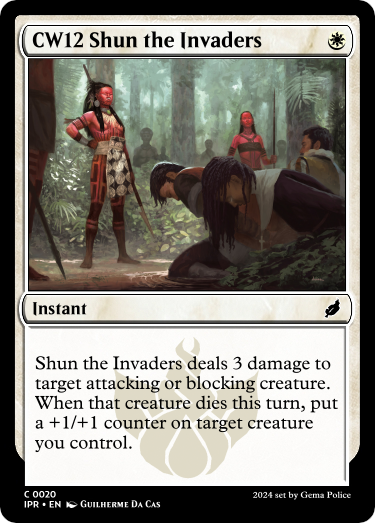 CW12 Shun the Invaders
Instant
Shun the Invaders deals 3 damage to
target attacking or blocking creature.
When that creature dies this turn, put
a +1/+1 counter on target creature
you control.
C 0020
IPR • EN Guilherme Da Cas
2024 set by Gema Police